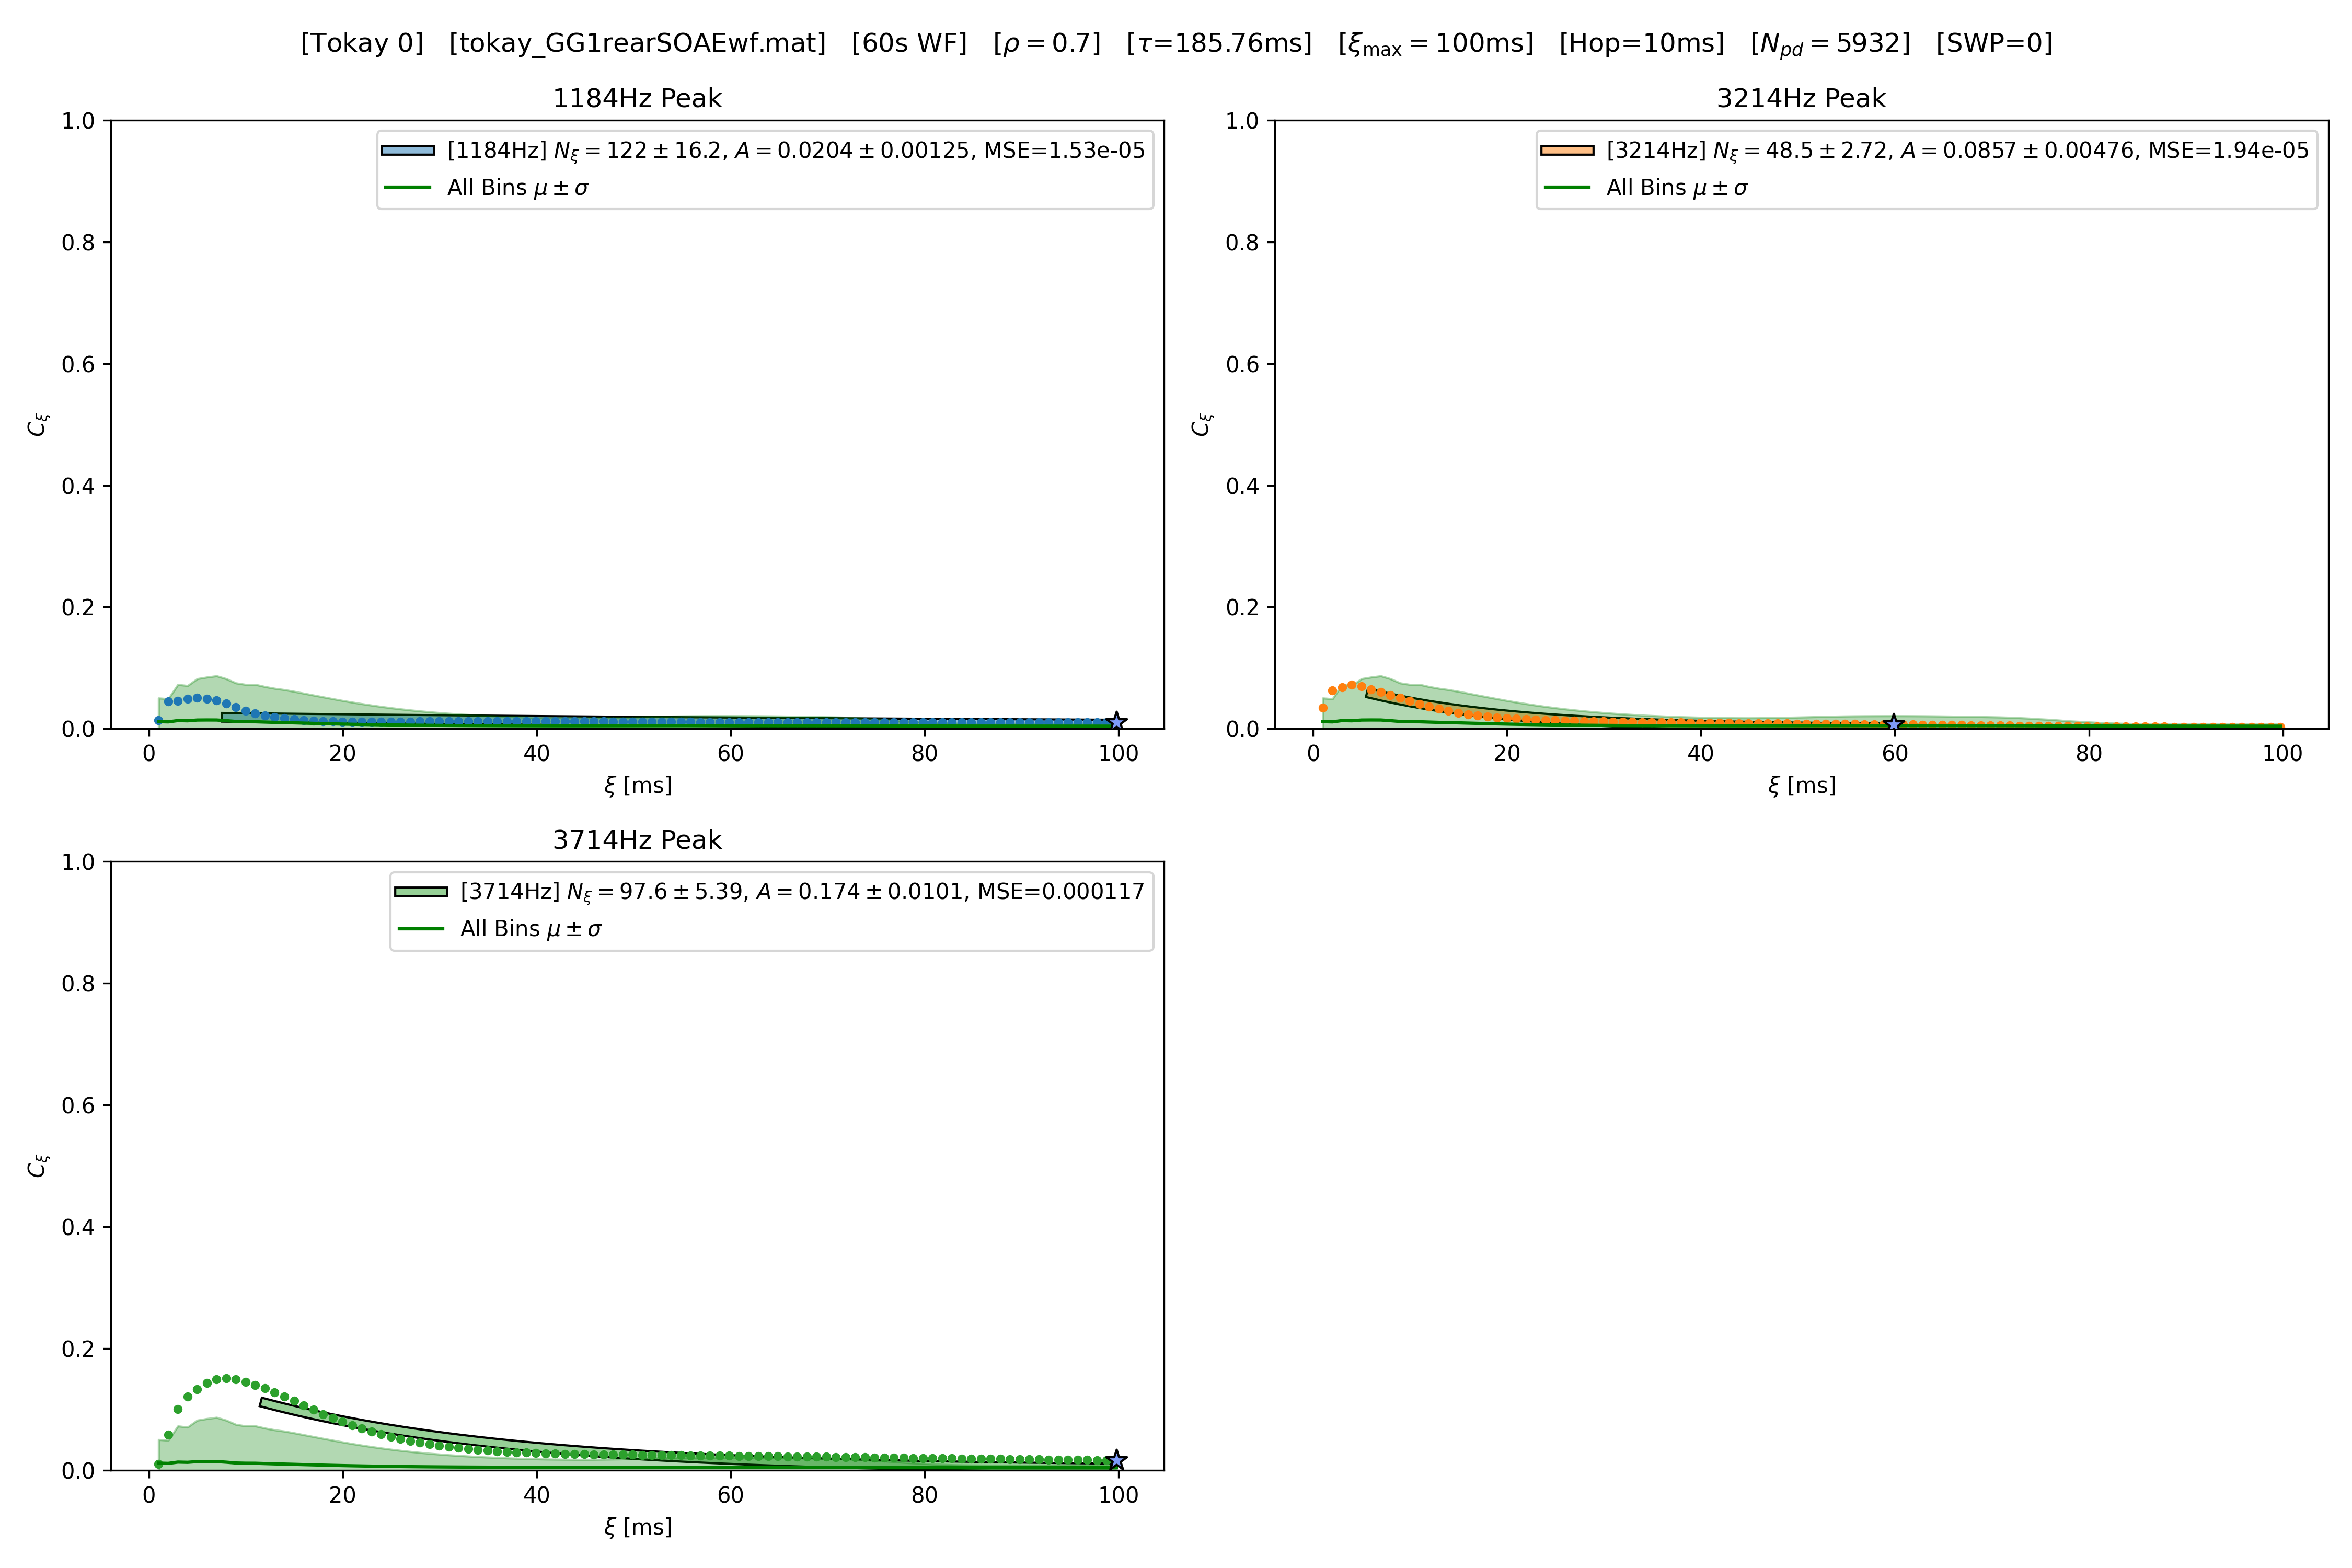 [Tokay 0] [tokay_GG1rearSOAEwf.mat] [60s WF] [ρ = 0.7] [τ=185.76ms] [ξmax = 100ms] [Hop=10ms] [Npd = 5932] [SWP=0]
1184Hz Peak
[1184Hz] Nξ = 122 ± 16.2, A = 0.0204 ± 0.00125, MSE=1.53e-05
All Bins μ ± σ
1.0
0.8
0.6
0.4
0.2
0.0
Cξ
0 20 40 60 80 100
ξ [ms]
3214Hz Peak
[3214Hz] Nξ = 48.5 ± 2.72, A = 0.0857 ± 0.00476, MSE=1.94e-05
All Bins μ ± σ
1.0
0.8
0.6
0.4
0.2
0.0
Cξ
0 20 40 60 80 100
ξ [ms]
3714Hz Peak
[3714Hz] Nξ = 97.6 ± 5.39, A = 0.174 ± 0.0101, MSE=0.000117
All Bins μ ± σ
1.0
0.8
0.6
0.4
0.2
0.0
Cξ
0 20 40 60 80 100
ξ [ms]